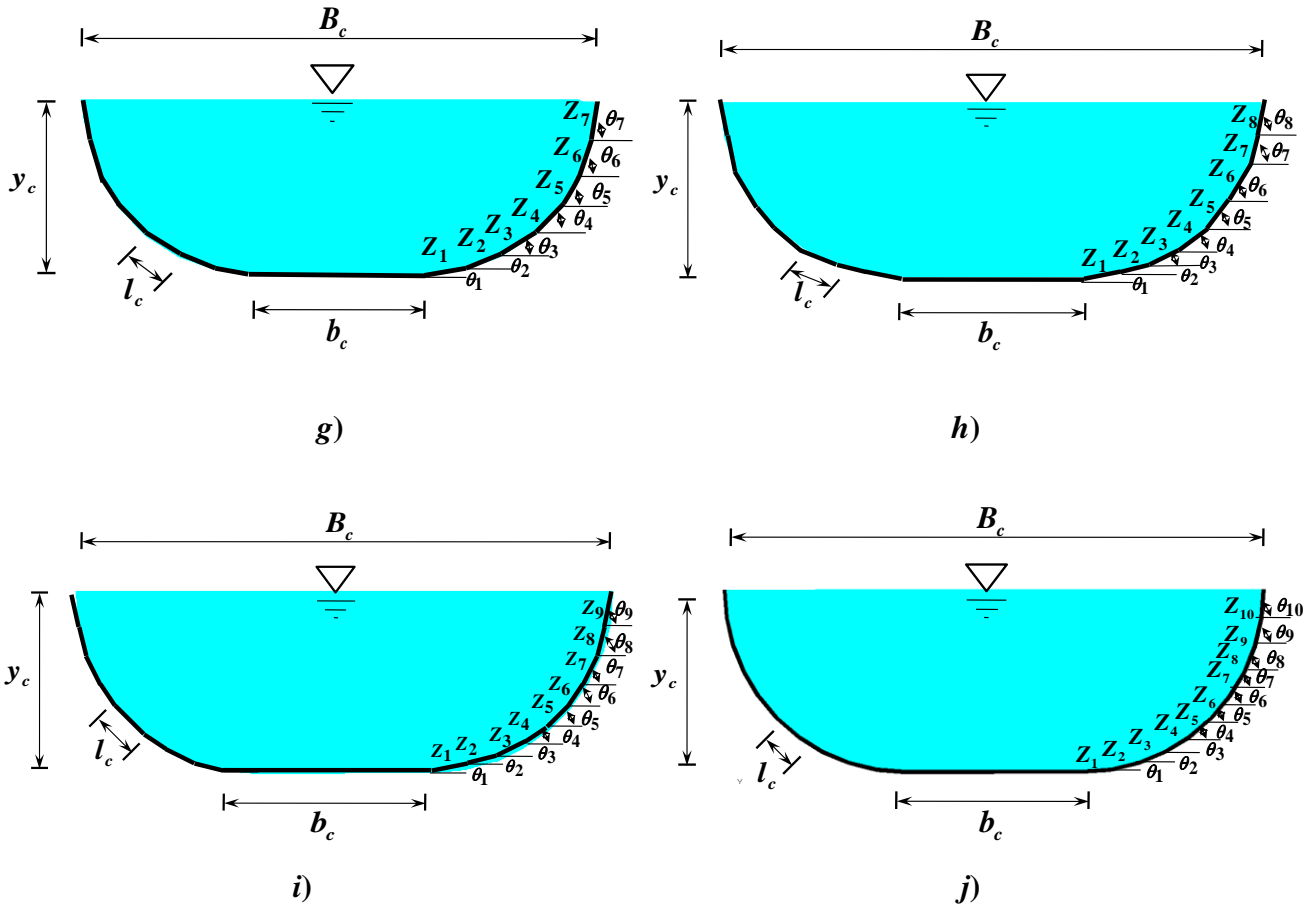 B_c
y_c
Z_7 θ_7
Z_6 θ_6
Z_5 θ_5
Z_4 θ_4
Z_3 θ_3
Z_2 θ_2
Z_1 θ_1
l_c
b_c
g)
B_c
y_c
Z_8 θ_8
Z_7 θ_7
Z_6 θ_6
Z_5 θ_5
Z_4 θ_4
Z_3 θ_3
Z_2 θ_2
Z_1 θ_1
l_c
b_c
h)
B_c
y_c
Z_9 θ_9
Z_8 θ_8
Z_7 θ_7
Z_6 θ_6
Z_5 θ_5
Z_4 θ_4
Z_3 θ_3
Z_2 θ_2
Z_1 θ_1
l_c
b_c
i)
B_c
y_c
Z_10 θ_10
Z_9 θ_9
Z_8 θ_8
Z_7 θ_7
Z_6 θ_6
Z_5 θ_5
Z_4 θ_4
Z_3 θ_3
Z_2 θ_2
Z_1 θ_1
l_c
b_c
j)